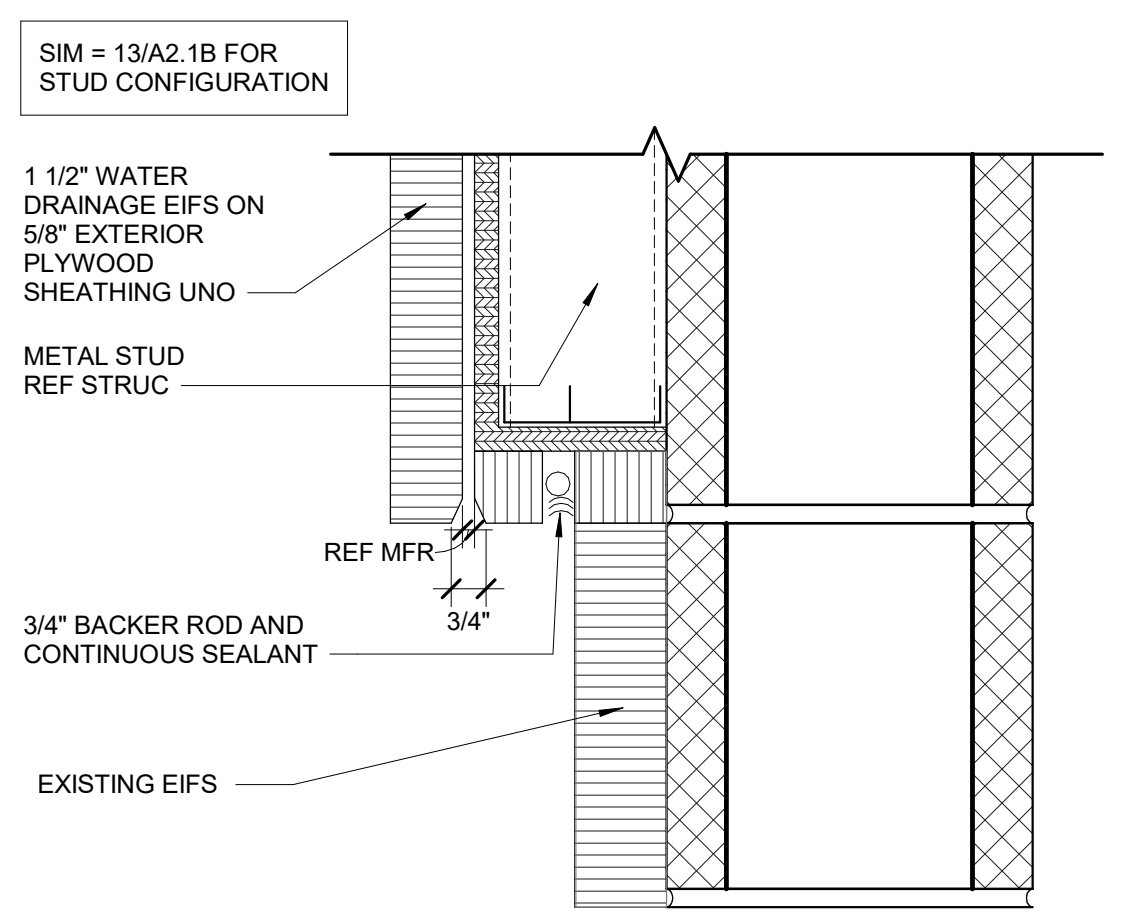 SIM = 13/A2.1B FOR
STUD CONFIGURATION
1 1/2" WATER
DRAINAGE EIFS ON
5/8" EXTERIOR
PLYWOOD
SHEATHING UNO
METAL STUD
REF STRUC
REF MFR
3/4"
3/4" BACKER ROD AND
CONTINUOUS SEALANT
EXISTING EIFS